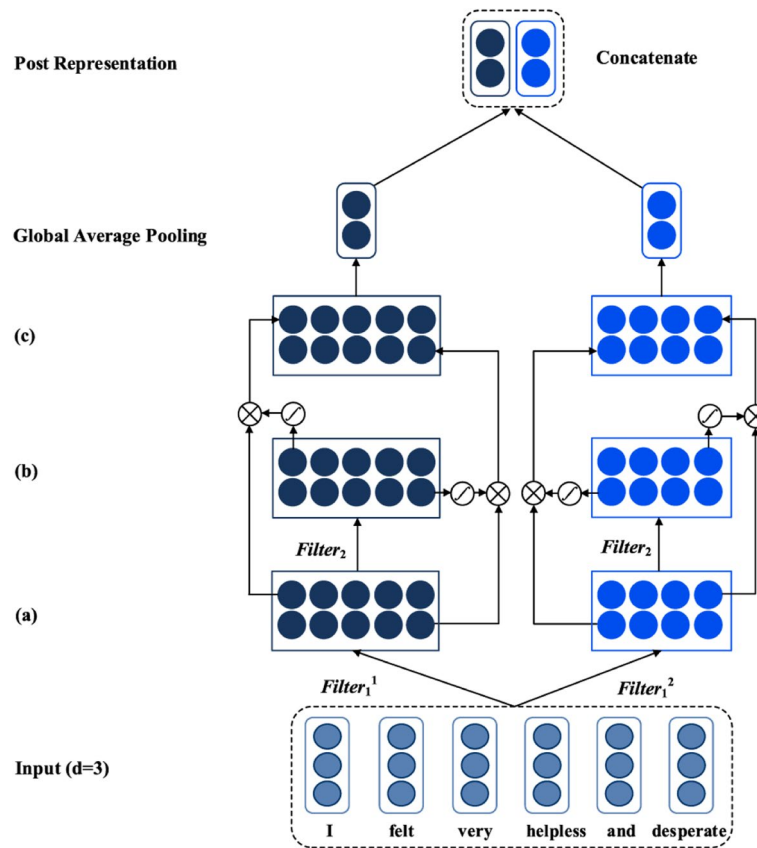 Post Representation
Concatenate
Global Average Pooling
(c)
(b)
Filter₂
Filter₂
(a)
Filter₁¹
Filter₁²
Input (d=3)
I felt very helpless and desperate